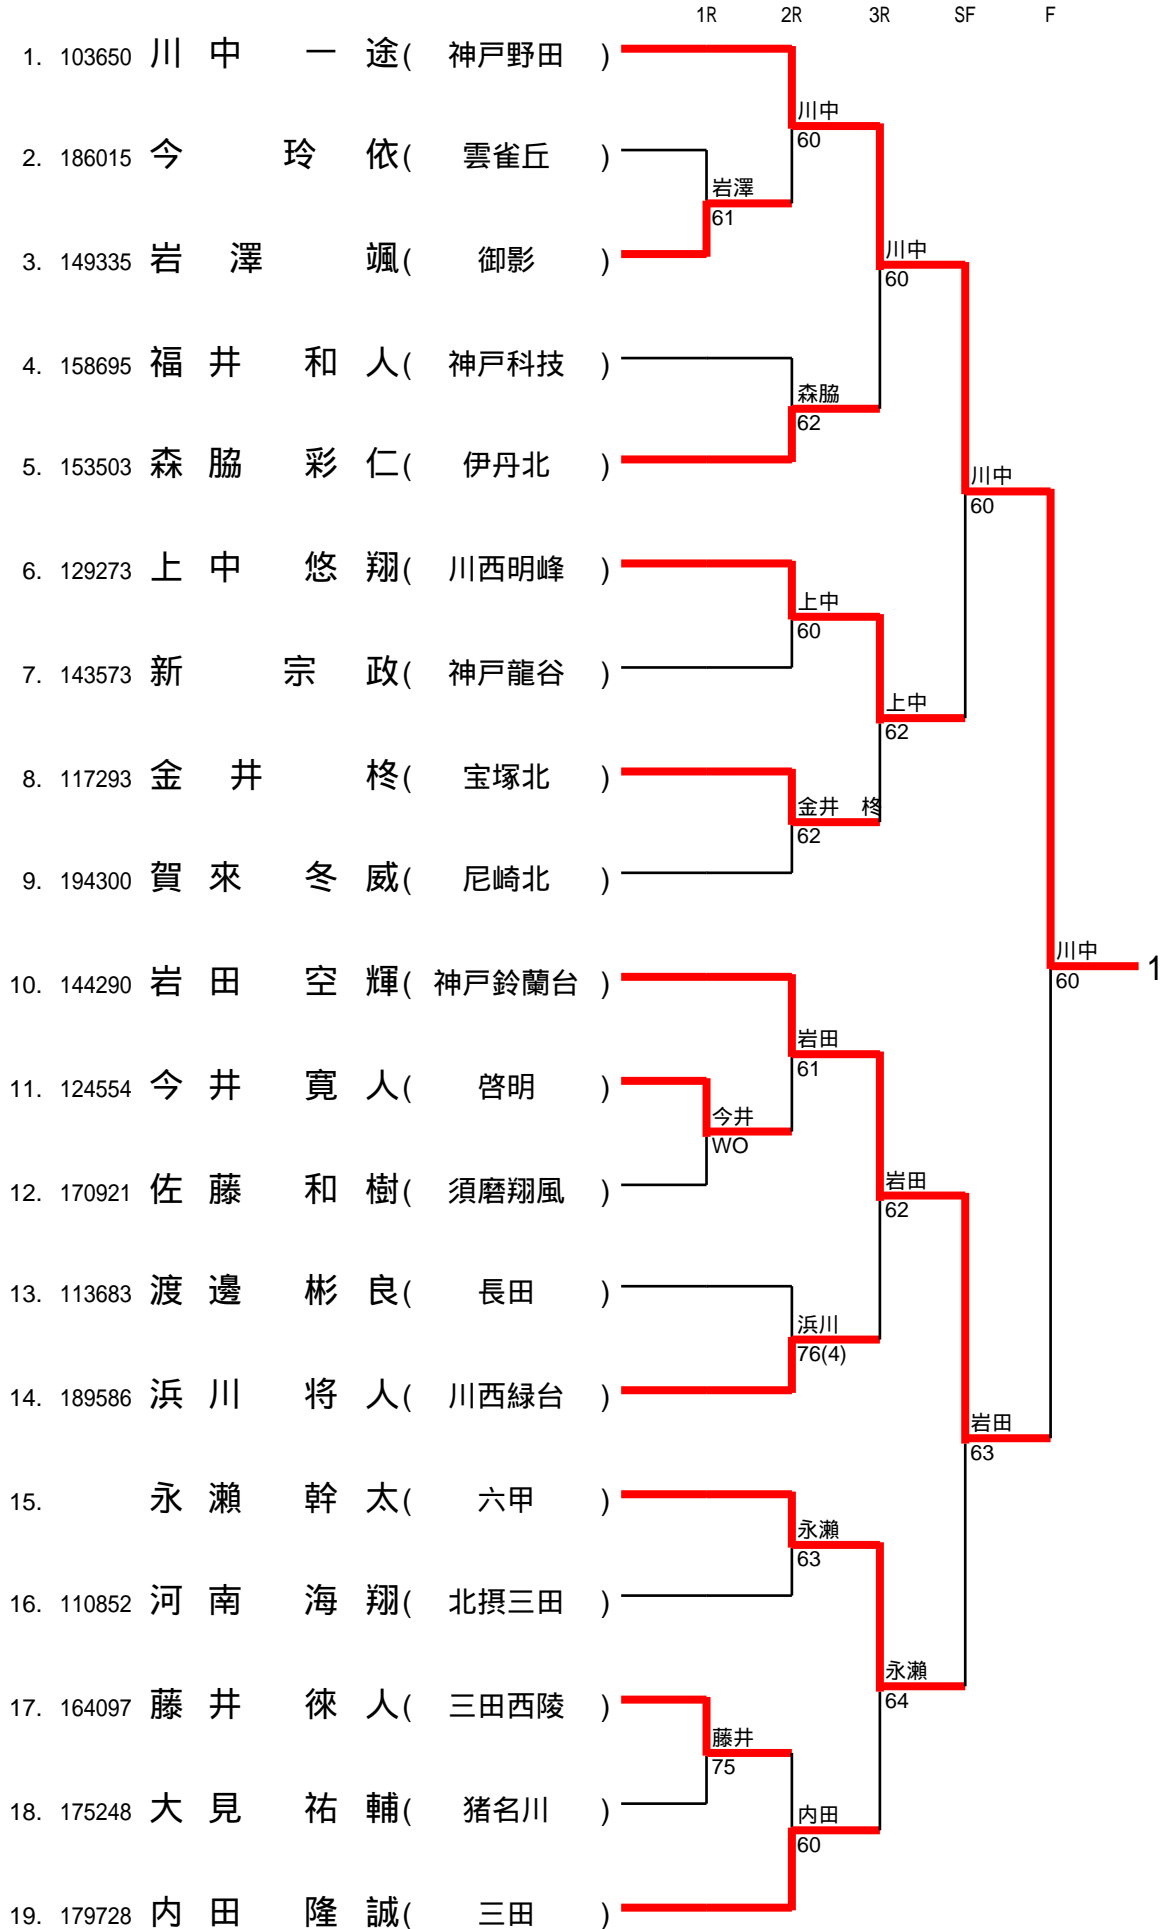 1R 2R 3R SF F
1. 103650 川中 一途( 神戸野田 )
川中
60
2. 186015 今 玲依( 雲雀丘 )
岩澤
61
3. 149335 岩澤 颯( 御影 )
川中
60
4. 158695 福井 和人( 神戸科技 )
森脇
62
5. 153503 森脇 彩仁( 伊丹北 )
川中
60
6. 129273 上中 悠翔( 川西明峰 )
上中
60
7. 143573 新 宗政( 神戸龍谷 )
上中
62
8. 117293 金井 柊( 宝塚北 )
金井 柊
62
9. 194300 賀來 冬威( 尼崎北 )
川中
60
1
10. 144290 岩田 空輝( 神戸鈴蘭台 )
岩田
61
11. 124554 今井 寛人( 啓明 )
今井
WO
12. 170921 佐藤 和樹( 須磨翔風 )
岩田
62
13. 113683 渡邊 彬良( 長田 )
浜川
76(4)
14. 189586 浜川 将人( 川西緑台 )
岩田
63
15. 永瀨 幹太( 六甲 )
永瀨
63
16. 110852 河南 海翔( 北摂三田 )
永瀨
64
17. 164097 藤井 徠人( 三田西陵 )
藤井
75
18. 175248 大見 祐輔( 猪名川 )
内田
60
19. 179728 内田 隆誠( 三田 )